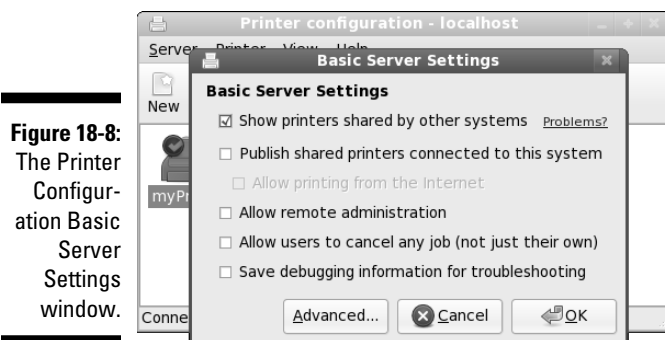 Figure 18-8:
The Printer
Configur-
ation Basic
Server
Settings
window.
Printer configuration - localhost
Server Printer View Help
Basic Server Settings
New
Basic Server Settings
Show printers shared by other systems Problems?
Publish shared printers connected to this system
Allow printing from the Internet
Allow remote administration
Allow users to cancel any job (not just their own)
Save debugging information for troubleshooting
myPr
Conne
Advanced... Cancel OK